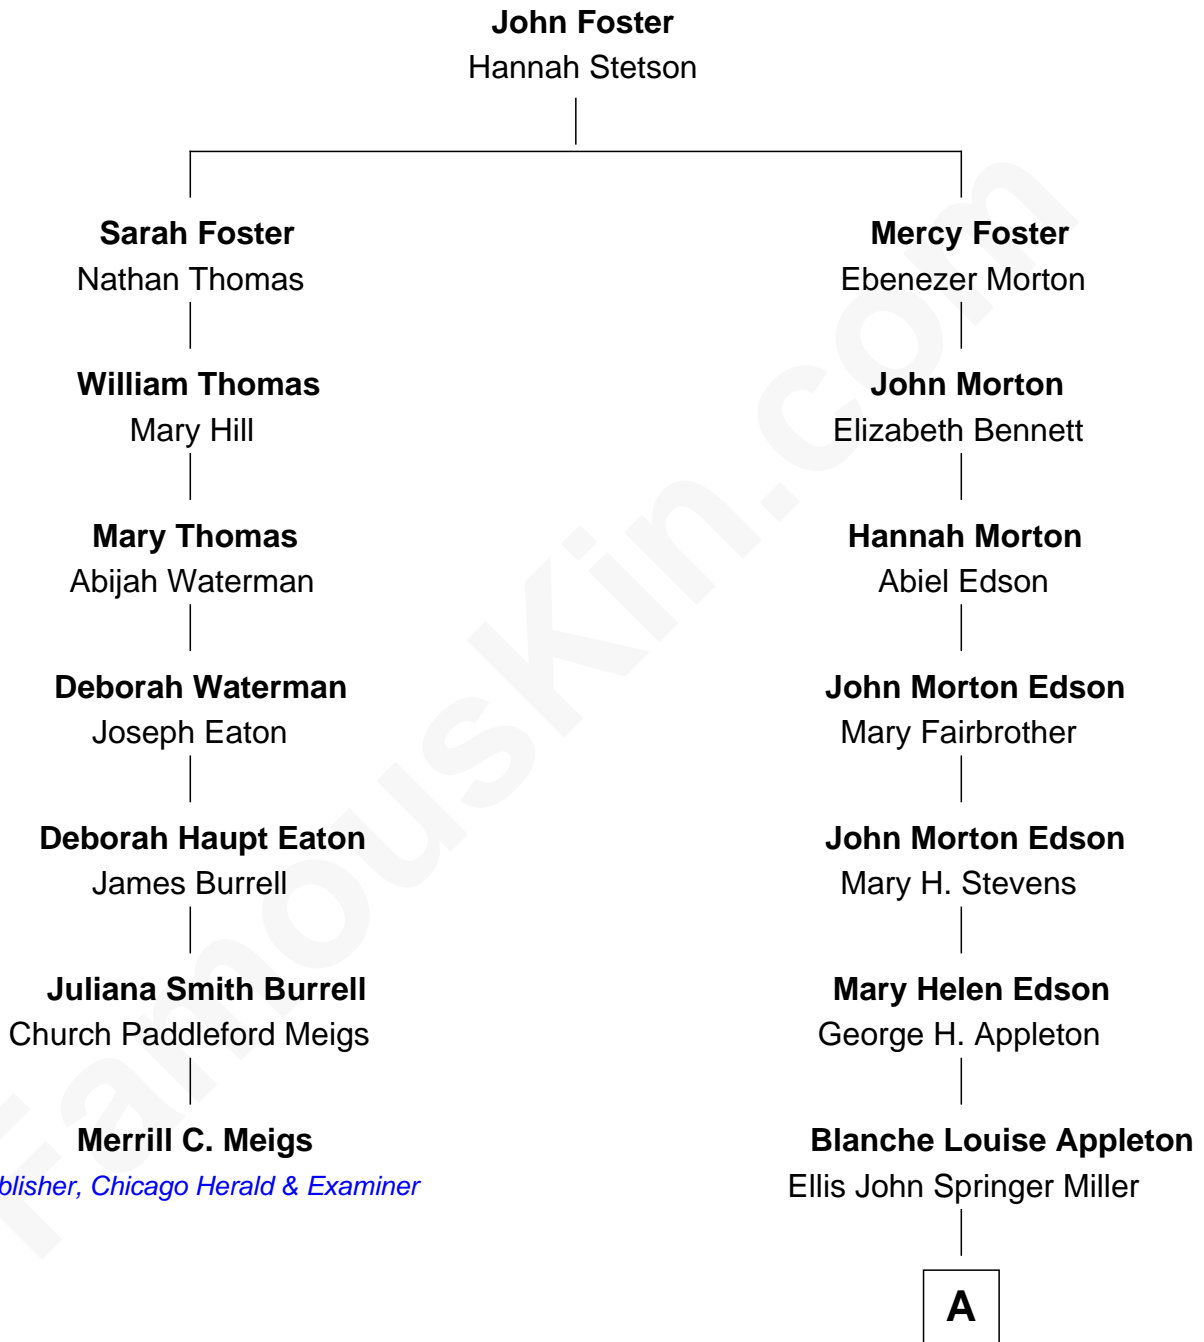 John Foster
Hannah Stetson
Sarah Foster
Nathan Thomas
William Thomas
Mary Hill
Mary Thomas
Abijah Waterman
Deborah Waterman
Joseph Eaton
Deborah Haupt Eaton
James Burrell
Juliana Smith Burrell
Church Paddleford Meigs
Merrill C. Meigs
blisher, Chicago Herald & Examiner
Mercy Foster
Ebenezer Morton
John Morton
Elizabeth Bennett
Hannah Morton
Abiel Edson
John Morton Edson
Mary Fairbrother
John Morton Edson
Mary H. Stevens
Mary Helen Edson
George H. Appleton
Blanche Louise Appleton
Ellis John Springer Miller
A
FamousKin.com